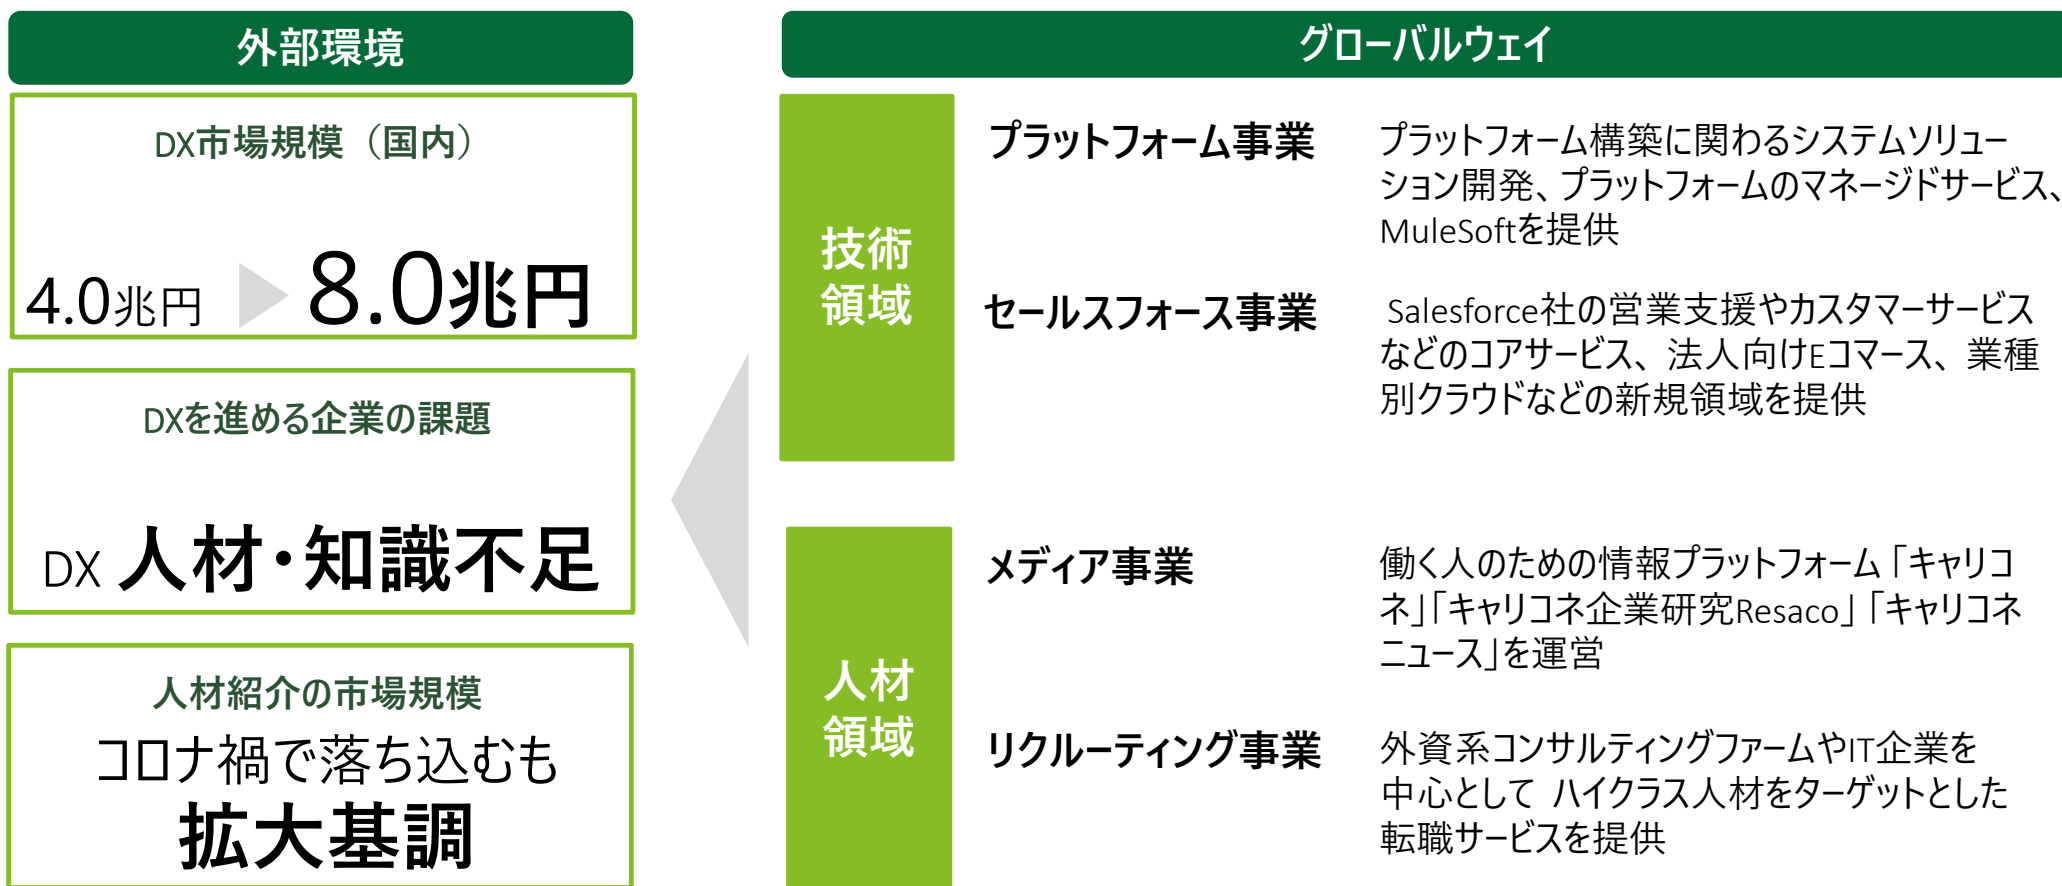 外部環境
DX市場規模（国内）
4.0兆円
8.0兆円
DXを進める企業の課題
DX 人材・知識不足
人材紹介の市場規模
コロナ禍で落ち込むも
拡大基調
グローバルウェイ
技術
領域
プラットフォーム事業
プラットフォーム構築に関わるシステムソリュー
ション開発、プラットフォームのマネージドサービス、
MuleSoftを提供
セールスフォース事業
Salesforce社の営業支援やカスタマーサービス
などのコアサービス、法人向けEコマース、業種
別クラウドなどの新規領域を提供
人材
領域
メディア事業
働く人のための情報プラットフォーム「キャリコ
ネ」「キャリコネ企業研究Resaco」「キャリコネ
ニュース」を運営
リクルーティング事業
外資系コンサルティングファームやIT企業を
中心として ハイクラス人材をターゲットとした
転職サービスを提供